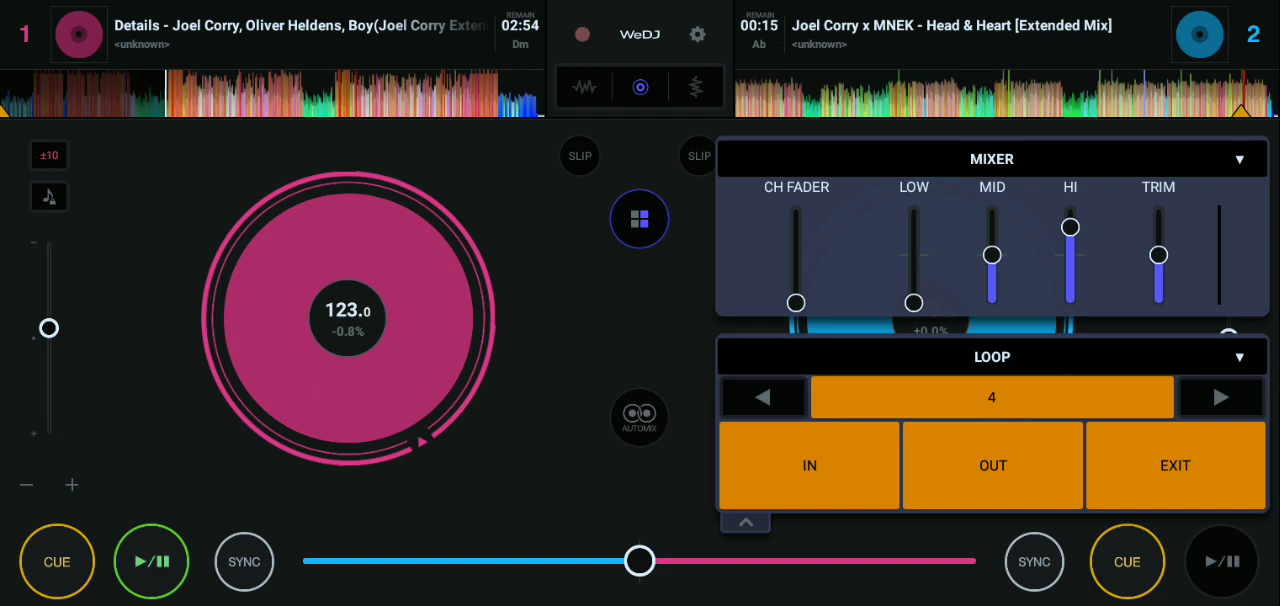 1
Details - Joel Corry, Oliver Heldens, Boy(Joel Corry Exten
<unknown>
REMAIN
02:54
Dm
WeDJ
REMAIN
00:15
Ab
Joel Corry x MNEK - Head & Heart [Extended Mix]
<unknown>
2
±10
SLIP
SLIP
123.0
-0.8%
AUTOMIX
MIXER
CH FADER LOW MID HI TRIM
+0.0%
LOOP
4
IN OUT EXIT
CUE
SYNC
SYNC
CUE